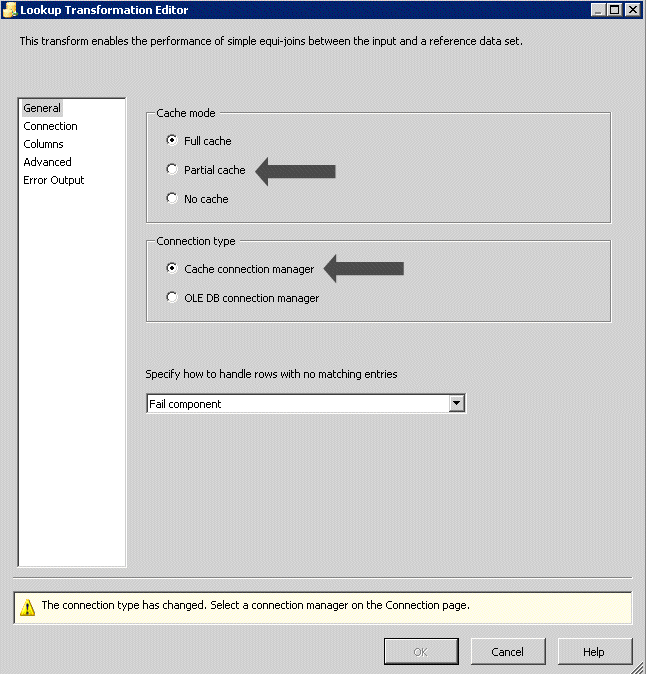 Lookup Transformation Editor
This transform enables the performance of simple equi-joins between the input and a reference data set.
General
Connection
Columns
Advanced
Error Output
Cache mode
Full cache
Partial cache
No cache
Connection type
Cache connection manager
OLE DB connection manager
Specify how to handle rows with no matching entries
Fail component
The connection type has changed. Select a connection manager on the Connection page.
OK
Cancel
Help